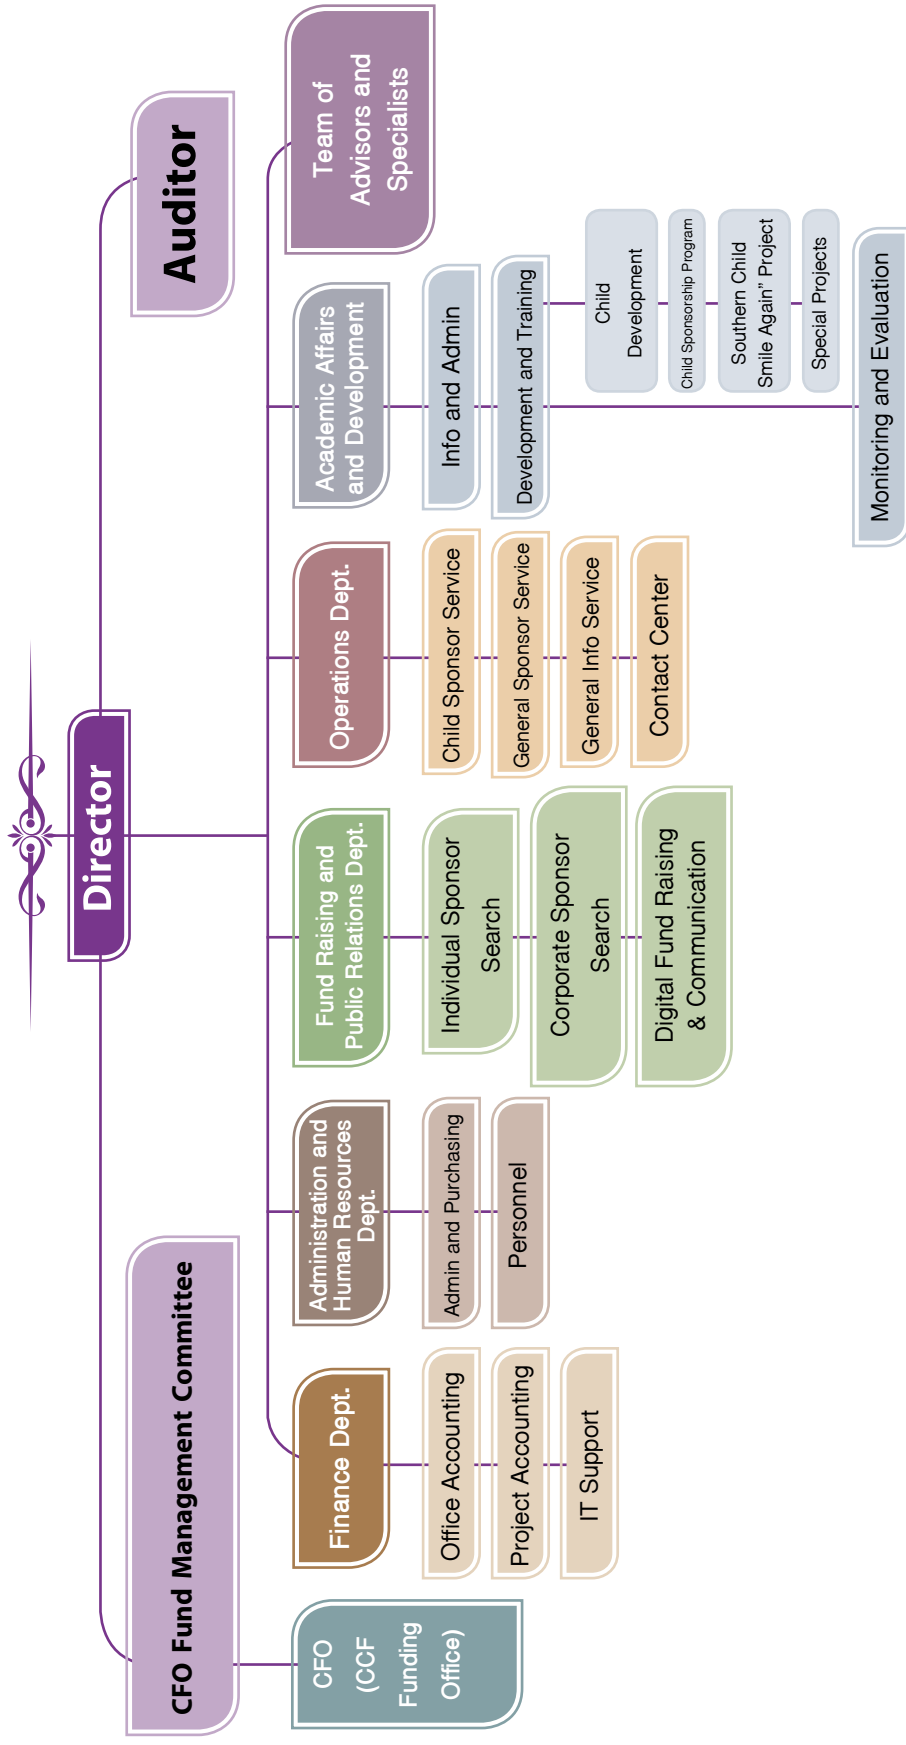 Director
CFO Fund Management Committee
Auditor
CFO
(CCF
Funding
Office)
Finance Dept.
Office Accounting
Project Accounting
IT Support
Administration and
Human Resources
Dept.
Admin and Purchasing
Personnel
Fund Raising and
Public Relations Dept.
Individual Sponsor
Search
Corporate Sponsor
Search
Digital Fund Raising
& Communication
Operations Dept.
Child Sponsor Service
General Sponsor Service
General Info Service
Contact Center
Academic Affairs
and Development
Info and Admin
Development and Training
Child
Development
Child Sponsorship Program
Southern Child
Smile Again” Project
Special Projects
Monitoring and Evaluation
Team of
Advisors and
Specialists